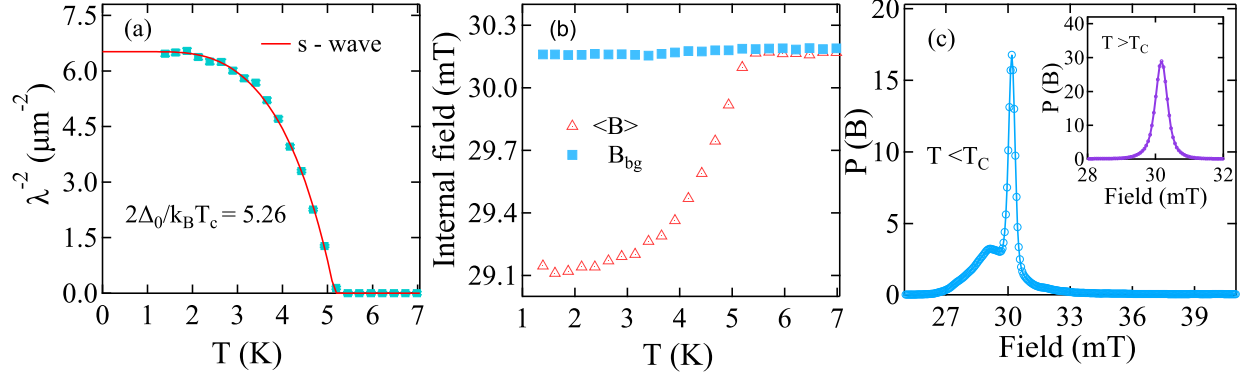 (a)
s - wave
2Δ₀/k_BT_c = 5.26
λ⁻² (μm⁻²)
7.5
6.0
4.5
3.0
1.5
0.0
0 1 2 3 4 5 6 7
T (K)
(b)
<B>
B_bg
Internal field (mT)
30.3
30.0
29.7
29.4
29.1
1 2 3 4 5 6 7
T (K)
(c)
T <T_C
P (B)
20
15
10
5
0
27 30 33 36 39
Field (mT)
T >T_C
P (B)
40
30
20
10
0
28 30 32
Field (mT)